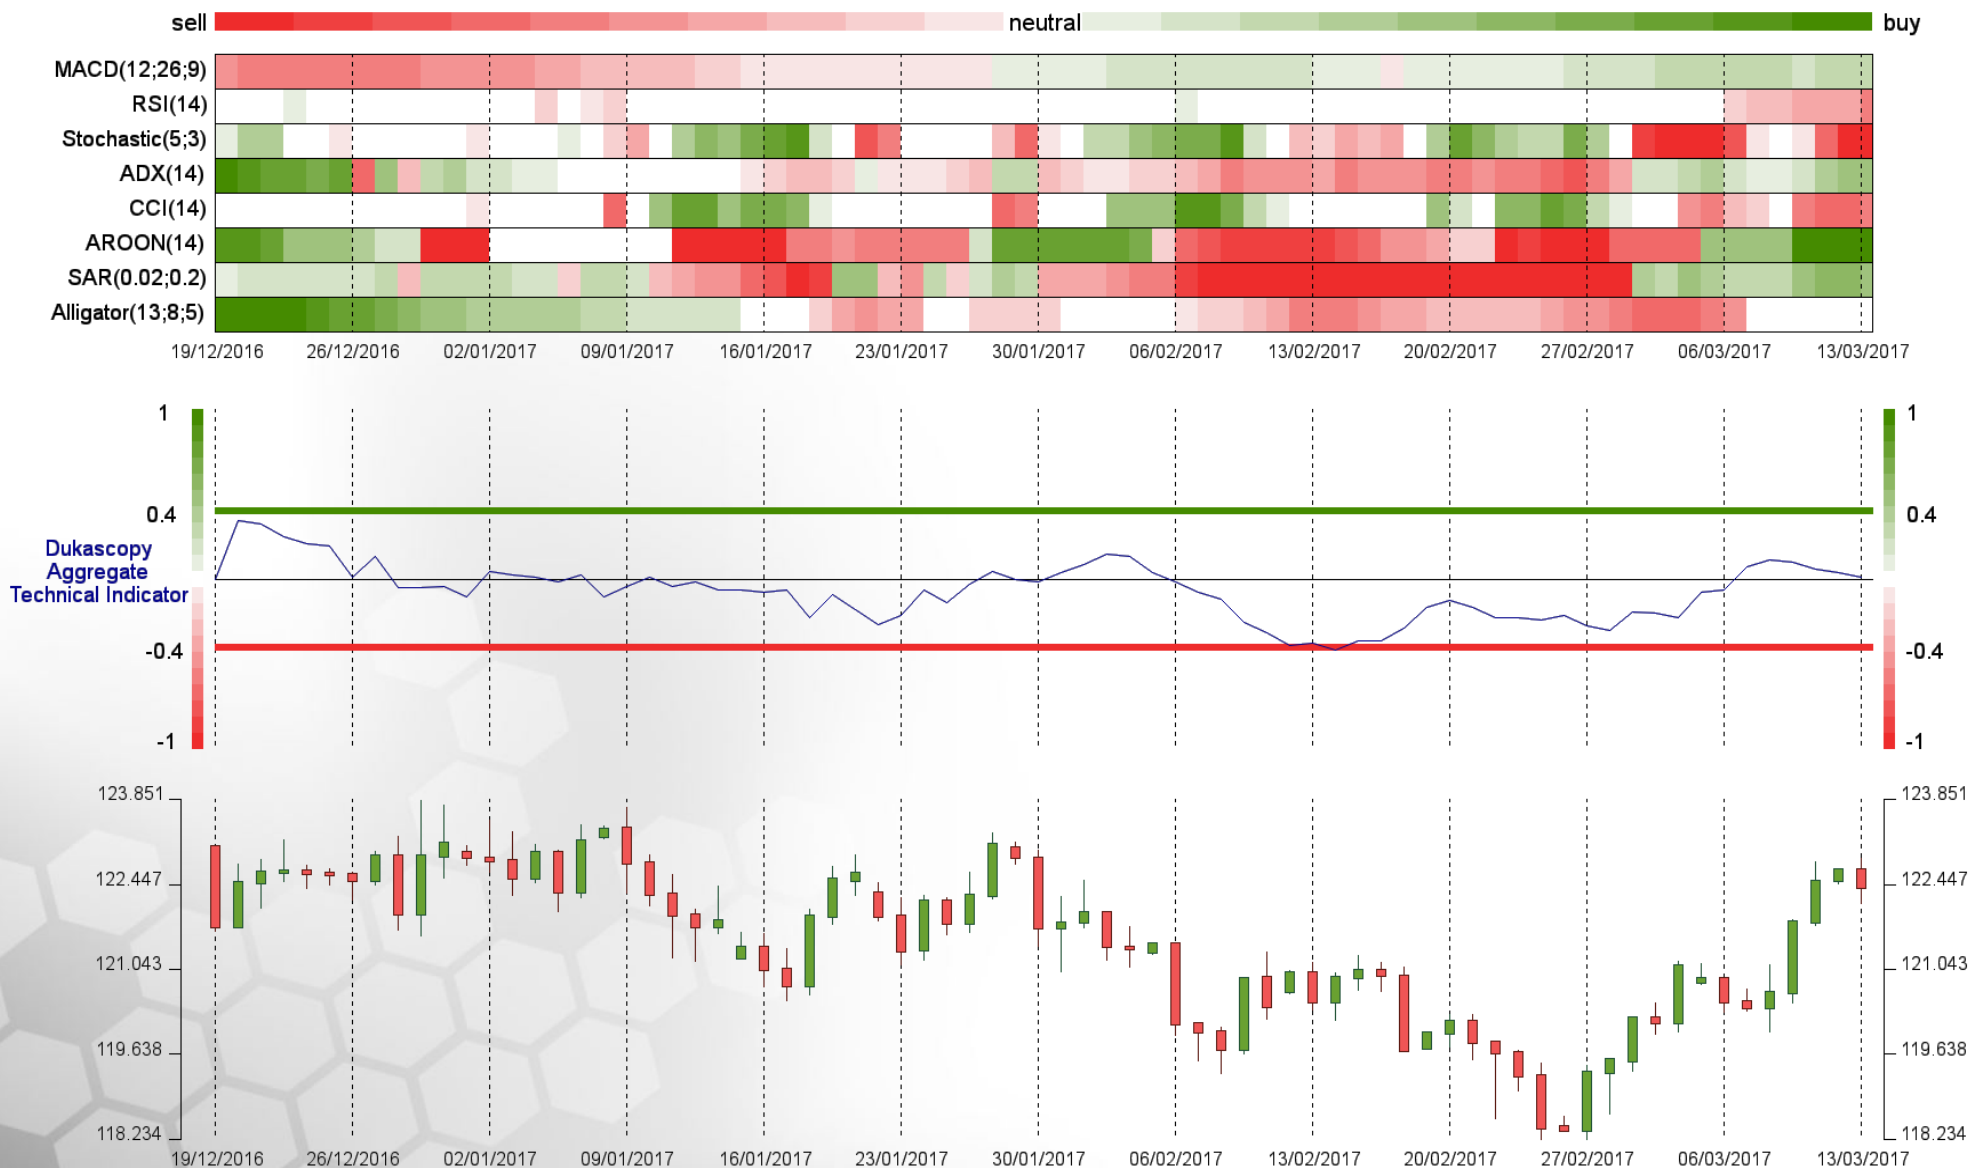 sell neutral buy
MACD(12;26;9)
RSI(14)
Stochastic(5;3)
ADX(14)
CCI(14)
AROON(14)
SAR(0.02;0.2)
Alligator(13;8;5)
19/12/2016 26/12/2016 02/01/2017 09/01/2017 16/01/2017 23/01/2017 30/01/2017 06/02/2017 13/02/2017 20/02/2017 27/02/2017 06/03/2017 13/03/2017
1 1
0.4 0.4
Dukascopy
Aggregate
Technical Indicator
-0.4 -0.4
-1 -1
123.851 123.851
122.447 122.447
121.043 121.043
119.638 119.638
118.234 118.234
19/12/2016 26/12/2016 02/01/2017 09/01/2017 16/01/2017 23/01/2017 30/01/2017 06/02/2017 13/02/2017 20/02/2017 27/02/2017 06/03/2017 13/03/2017